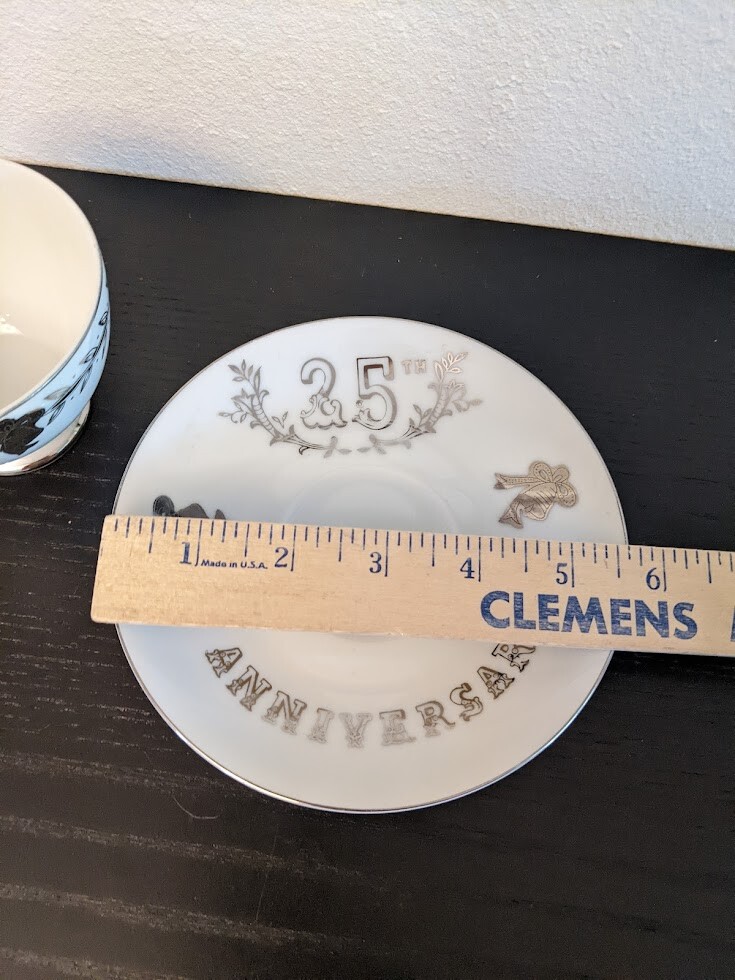 25TH
1 2 3 4 5 6
Made in U.S.A.
CLEMENS
ANNIVERSAR